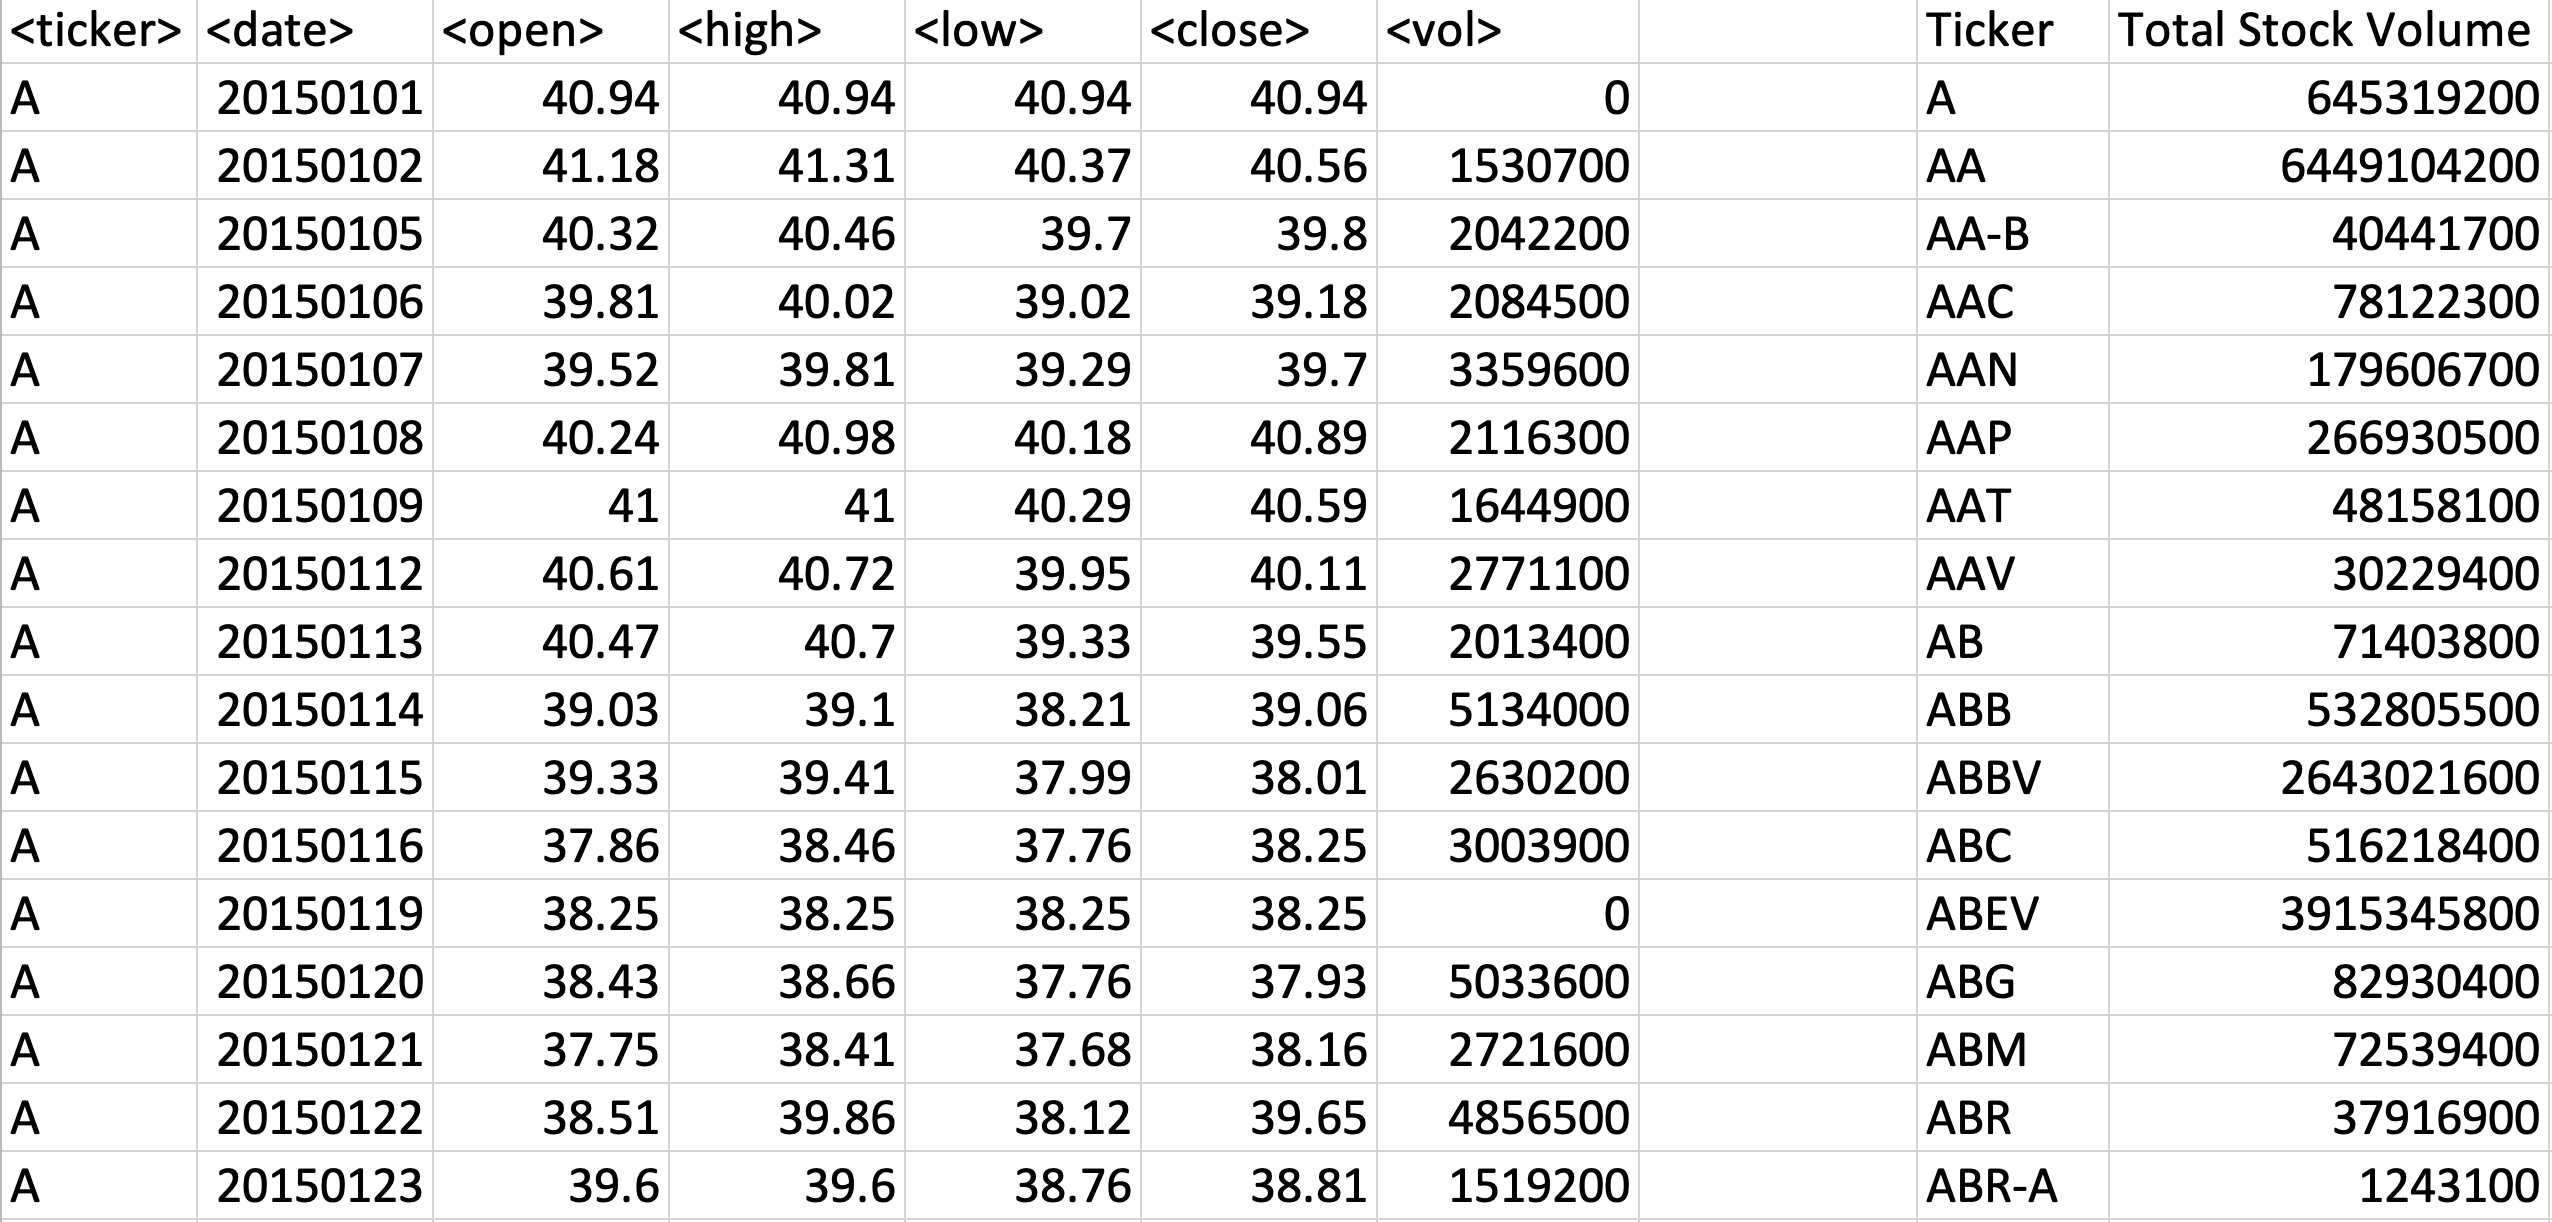 <ticker> <date> <open> <high> <low> <close> <vol> Ticker Total Stock Volume
A 20150101 40.94 40.94 40.94 40.94 0 A 645319200
A 20150102 41.18 41.31 40.37 40.56 1530700 AA 6449104200
A 20150105 40.32 40.46 39.7 39.8 2042200 AA-B 40441700
A 20150106 39.81 40.02 39.02 39.18 2084500 AAC 78122300
A 20150107 39.52 39.81 39.29 39.7 3359600 AAN 179606700
A 20150108 40.24 40.98 40.18 40.89 2116300 AAP 266930500
A 20150109 41 41 40.29 40.59 1644900 AAT 48158100
A 20150112 40.61 40.72 39.95 40.11 2771100 AAV 30229400
A 20150113 40.47 40.7 39.33 39.55 2013400 AB 71403800
A 20150114 39.03 39.1 38.21 39.06 5134000 ABB 532805500
A 20150115 39.33 39.41 37.99 38.01 2630200 ABBV 2643021600
A 20150116 37.86 38.46 37.76 38.25 3003900 ABC 516218400
A 20150119 38.25 38.25 38.25 38.25 0 ABEV 3915345800
A 20150120 38.43 38.66 37.76 37.93 5033600 ABG 82930400
A 20150121 37.75 38.41 37.68 38.16 2721600 ABM 72539400
A 20150122 38.51 39.86 38.12 39.65 4856500 ABR 37916900
A 20150123 39.6 39.6 38.76 38.81 1519200 ABR-A 1243100